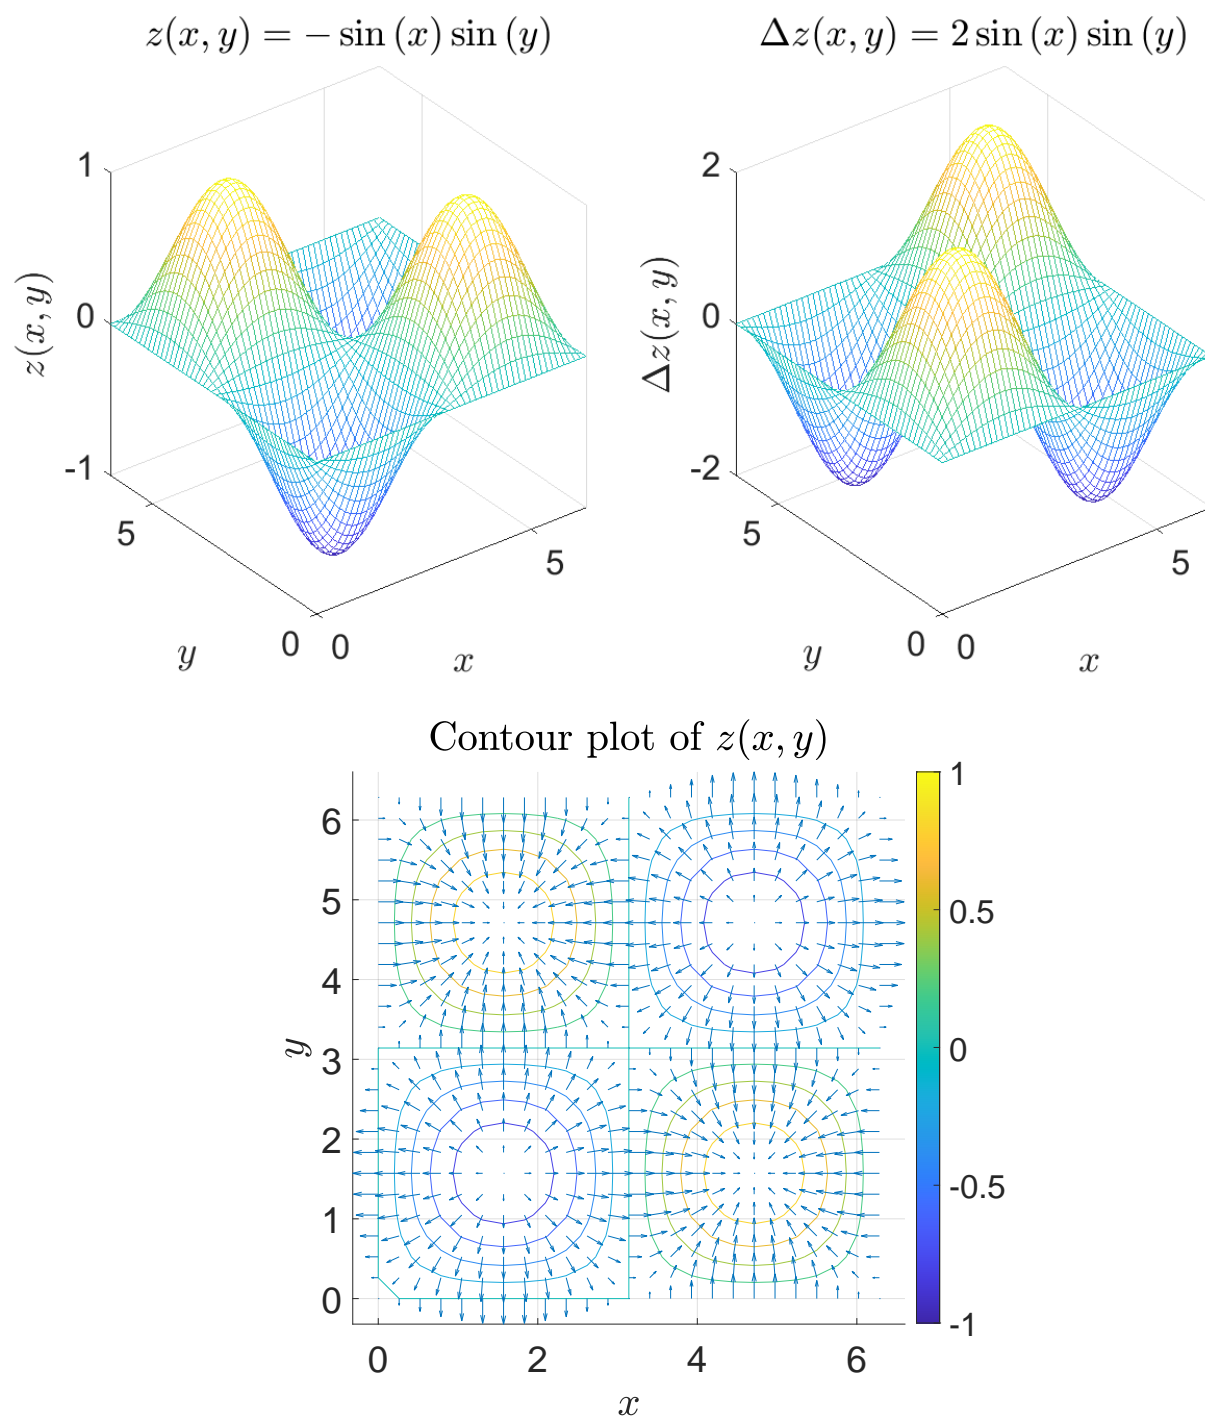 z(x, y) = − sin (x) sin (y)
1
0
-1
z(x, y)
5
0
y
0
5
x
Δz(x, y) = 2 sin (x) sin (y)
2
0
-2
Δz(x, y)
5
0
y
0
5
x
Contour plot of z(x, y)
6
5
4
3
2
1
0
y
0
2
4
6
x
1
0.5
0
-0.5
-1